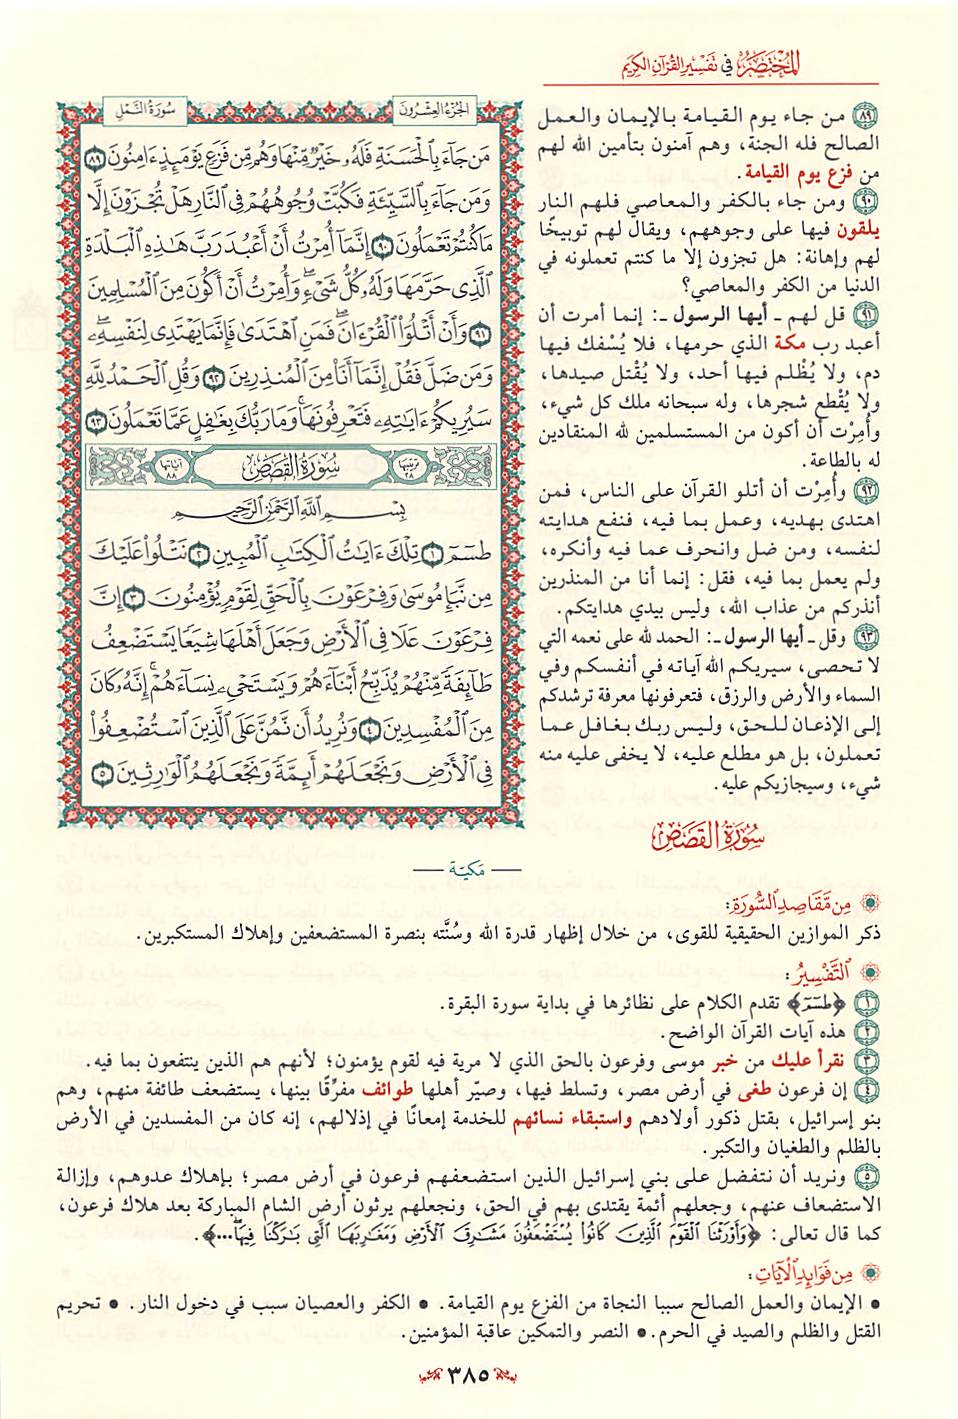 المختصر في تفسير القرآن الكريم
الجزء العشرون
سورة النمل
مَن جَآءَ بِٱلْحَسَنَةِ فَلَهُۥ خَيْرٌ مِّنْهَا وَهُم مِّن فَزَعٍ يَوْمَئِذٍ ءَامِنُونَ ٨٩
وَمَن جَآءَ بِٱلسَّيِّئَةِ فَكُبَّتْ وُجُوهُهُمْ فِى ٱلنَّارِ هَلْ تُجْزَوْنَ إِلَّا
مَا كُنتُمْ تَعْمَلُونَ ٩٠ إِنَّمَآ أُمِرْتُ أَنْ أَعْبُدَ رَبَّ هَٰذِهِ ٱلْبَلْدَةِ
ٱلَّذِى حَرَّمَهَا وَلَهُۥ كُلُّ شَىْءٍ ۖ وَأُمِرْتُ أَنْ أَكُونَ مِنَ ٱلْمُسْلِمِينَ
٩١ وَأَنْ أَتْلُوَا۟ ٱلْقُرْءَانَ ۖ فَمَنِ ٱهْتَدَىٰ فَإِنَّمَا يَهْتَدِى لِنَفْسِهِۦ ۖ
وَمَن ضَلَّ فَقُلْ إِنَّمَآ أَنَا۠ مِنَ ٱلْمُنذِرِينَ ٩٢ وَقُلِ ٱلْحَمْدُ لِلَّهِ
سَيُرِيكُمْ ءَايَٰتِهِۦ فَتَعْرِفُونَهَا ۚ وَمَا رَبُّكَ بِغَٰفِلٍ عَمَّا تَعْمَلُونَ ٩٣
ترتيبها ٢٨ سورة القصص آياتها ٨٨
بِسْمِ ٱللَّهِ ٱلرَّحْمَٰنِ ٱلرَّحِيمِ
طسٓمٓ ١ تِلْكَ ءَايَٰتُ ٱلْكِتَٰبِ ٱلْمُبِينِ ٢ نَتْلُوا۟ عَلَيْكَ
مِن نَّبَإِ مُوسَىٰ وَفِرْعَوْنَ بِٱلْحَقِّ لِقَوْمٍ يُؤْمِنُونَ ٣ إِنَّ
فِرْعَوْنَ عَلَا فِى ٱلْأَرْضِ وَجَعَلَ أَهْلَهَا شِيَعًا يَسْتَضْعِفُ
طَآئِفَةً مِّنْهُمْ يُذَبِّحُ أَبْنَآءَهُمْ وَيَسْتَحْىِۦ نِسَآءَهُمْ ۚ إِنَّهُۥ كَانَ
مِنَ ٱلْمُفْسِدِينَ ٤ وَنُرِيدُ أَن نَّمُنَّ عَلَى ٱلَّذِينَ ٱسْتُضْعِفُوا۟
فِى ٱلْأَرْضِ وَنَجْعَلَهُمْ أَئِمَّةً وَنَجْعَلَهُمُ ٱلْوَٰرِثِينَ ٥
٨٩ من جاء يوم القيامة بالإيمان والعمل
الصالح فله الجنة، وهم آمنون بتأمين الله لهم
من فزع يوم القيامة.
٩٠ ومن جاء بالكفر والمعاصي فلهم النار
يلقون فيها على وجوههم، ويقال لهم توبيخًا
لهم وإهانة: هل تجزون إلا ما كنتم تعملونه في
الدنيا من الكفر والمعاصي؟
٩١ قل لهم ـ أيها الرسول ـ: إنما أمرت أن
أعبد رب مكة الذي حرمها، فلا يُسْفك فيها
دم، ولا يُظْلم فيها أحد، ولا يُقْتل صيدها،
ولا يُقْطع شجرها، وله سبحانه ملك كل شيء،
وأمِرْت أن أكون من المستسلمين لله المنقادين
له بالطاعة.
٩٢ وأُمِرْت أن أتلو القرآن على الناس، فمن
اهتدى بهديه، وعمل بما فيه، فنفع هدايته
لنفسه، ومن ضل وانحرف عما فيه وأنكره،
ولم يعمل بما فيه، فقل: إنما أنا من المنذرين
أنذركم من عذاب الله، وليس بيدي هدايتكم.
٩٣ وقل ـ أيها الرسول ـ: الحمد لله على نعمه التي
لا تحصى، سيريكم الله آياته في أنفسكم وفي
السماء والأرض والرزق، فتعرفونها معرفة ترشدكم
إلى الإذعان للحق، وليس ربك بغافل عما
تعملون، بل هو مطلع عليه، لا يخفى عليه منه
شيء، وسيجازيكم عليه.
سورة القصص
— مكية —
من مقاصد السورة:
ذكر الموازين الحقيقية للقوى، من خلال إظهار قدرة الله وسُنَّته بنصرة المستضعفين وإهلاك المستكبرين.
التفسير:
١ ﴿طسٓمٓ﴾ تقدم الكلام على نظائرها في بداية سورة البقرة.
٢ هذه آيات القرآن الواضح.
٣ نقرأ عليك من خبر موسى وفرعون بالحق الذي لا مرية فيه لقوم يؤمنون؛ لأنهم هم الذين ينتفعون بما فيه.
٤ إن فرعون طغى في أرض مصر، وتسلط فيها، وصيّر أهلها طوائف مفرِّقًا بينها، يستضعف طائفة منهم، وهم
بنو إسرائيل، بقتل ذكور أولادهم واستبقاء نسائهم للخدمة إمعانًا في إذلالهم، إنه كان من المفسدين في الأرض
بالظلم والطغيان والتكبر.
٥ ونريد أن نتفضل على بني إسرائيل الذين استضعفهم فرعون في أرض مصر؛ بإهلاك عدوهم، وإزالة
الاستضعاف عنهم، وجعلهم أئمة يقتدى بهم في الحق، ونجعلهم يرثون أرض الشام المباركة بعد هلاك فرعون،
كما قال تعالى: ﴿وَأَوْرَثْنَا ٱلْقَوْمَ ٱلَّذِينَ كَانُوا۟ يُسْتَضْعَفُونَ مَشَٰرِقَ ٱلْأَرْضِ وَمَغَٰرِبَهَا ٱلَّتِى بَٰرَكْنَا فِيهَا ۖ...﴾.
من فوائد الآيات:
• الإيمان والعمل الصالح سببا النجاة من الفزع يوم القيامة. • الكفر والعصيان سبب في دخول النار. • تحريم
القتل والظلم والصيد في الحرم. • النصر والتمكين عاقبة المؤمنين.
٣٨٥